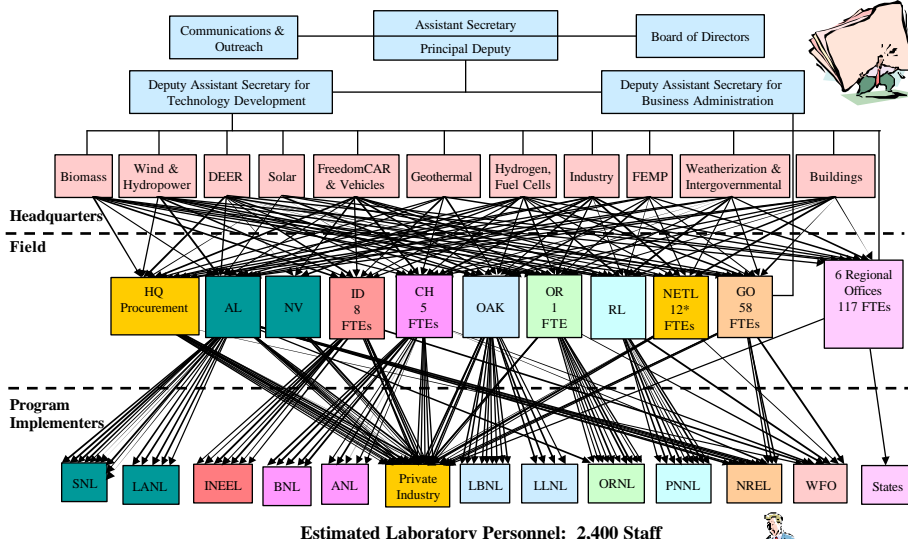 Assistant Secretary
Principal Deputy
Communications &
Outreach
Board of Directors
Deputy Assistant Secretary for
Technology Development
Deputy Assistant Secretary for
Business Administration
Biomass
Wind &
Hydropower
DEER
Solar
FreedomCAR
& Vehicles
Geothermal
Hydrogen,
Fuel Cells
Industry
FEMP
Weatherization &
Intergovernmental
Buildings
Headquarters
Field
HQ
Procurement
AL
NV
ID
8
FTEs
CH
5
FTEs
OAK
OR
1
FTE
RL
NETL
12*
FTEs
GO
58
FTEs
6 Regional
Offices
117 FTEs
Program
Implementers
SNL
LANL
INEEL
BNL
ANL
Private
Industry
LBNL
LLNL
ORNL
PNNL
NREL
WFO
States
Estimated Laboratory Personnel: 2,400 Staff